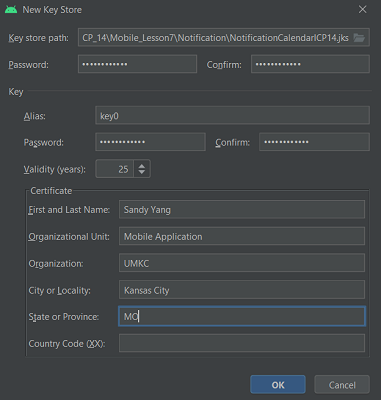 New Key Store
Key store path: CP_14\Mobile_Lesson7\Notification\NotificationCalendarICP14.jks
Password: •••••••••••• Confirm: ••••••••••••
Key
Alias: key0
Password: •••••••••••• Confirm: ••••••••••••
Validity (years): 25
Certificate
First and Last Name: Sandy Yang
Organizational Unit: Mobile Application
Organization: UMKC
City or Locality: Kansas City
State or Province: MO
Country Code (XX):
OK Cancel